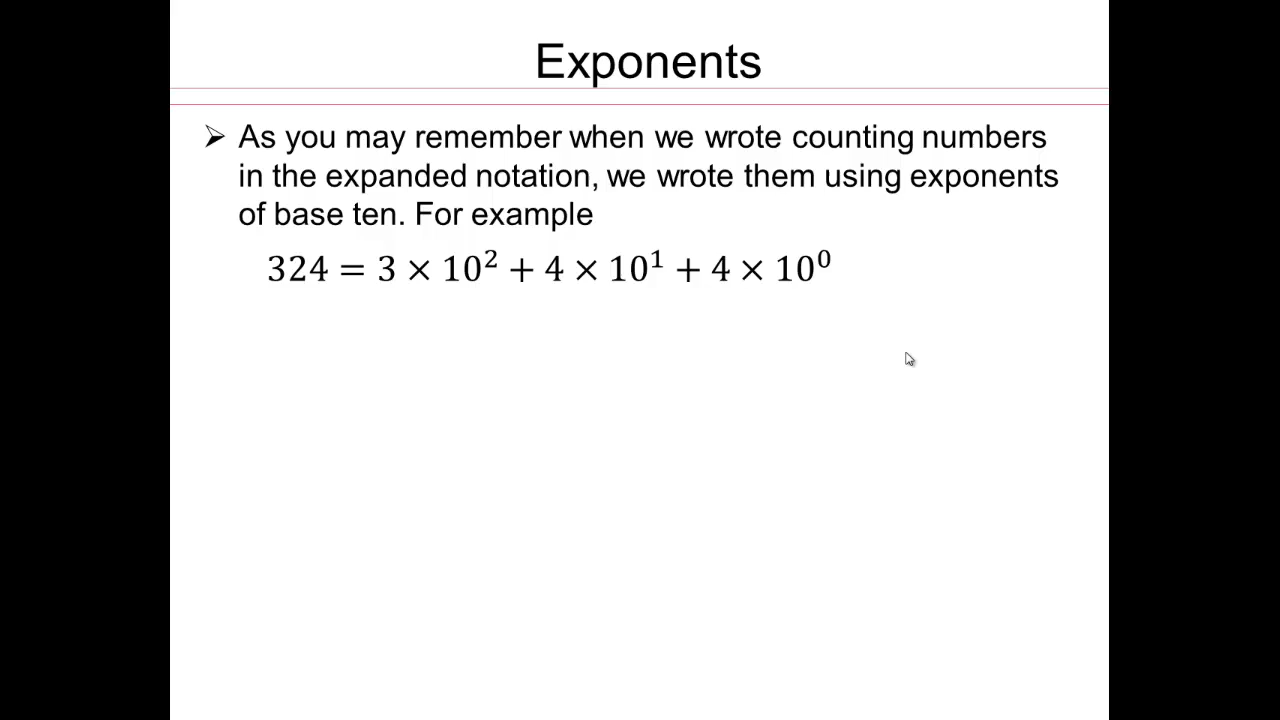 Exponents
➢ As you may remember when we wrote counting numbers
in the expanded notation, we wrote them using exponents
of base ten. For example
324 = 3 × 10² + 4 × 10¹ + 4 × 10⁰